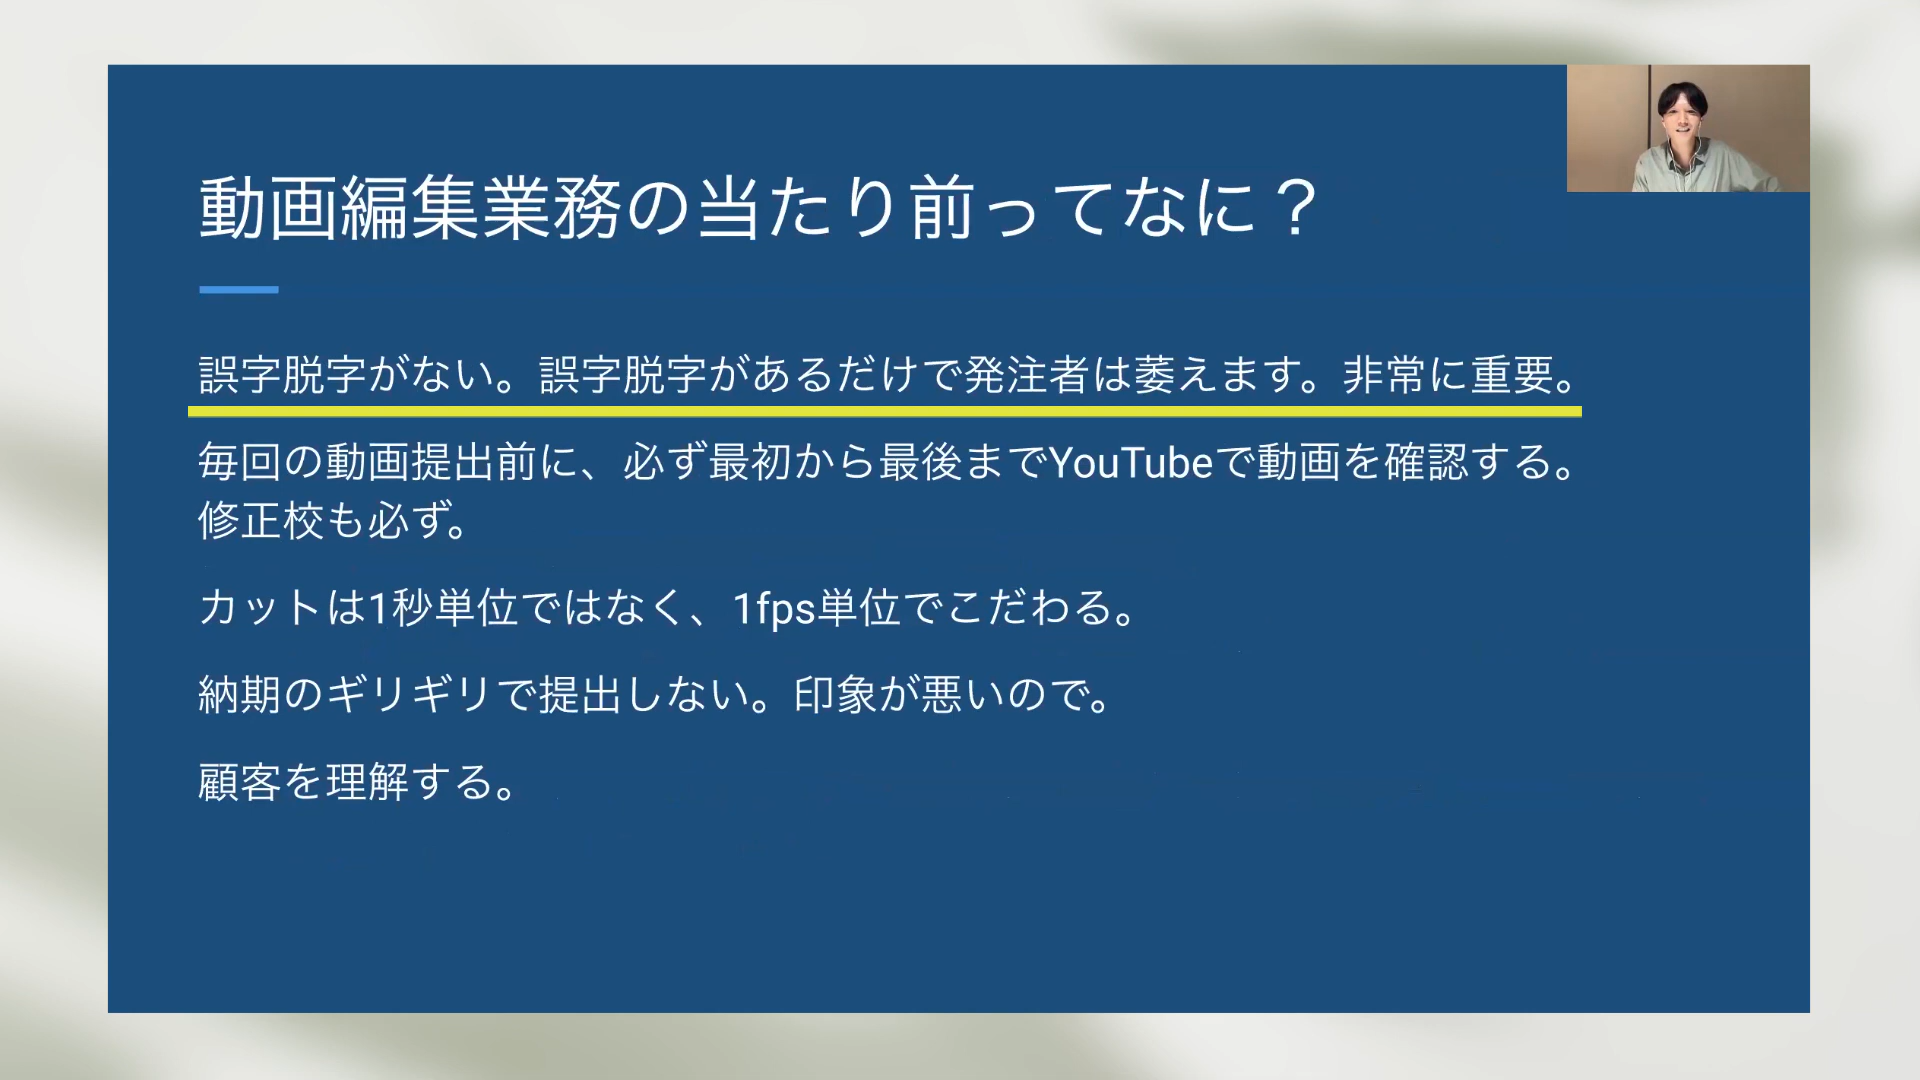 動画編集業務の当たり前ってなに？
誤字脱字がない。誤字脱字があるだけで発注者は萎えます。非常に重要。
毎回の動画提出前に、必ず最初から最後までYouTubeで動画を確認する。
修正校も必ず。
カットは1秒単位ではなく、1fps単位でこだわる。
納期のギリギリで提出しない。印象が悪いので。
顧客を理解する。